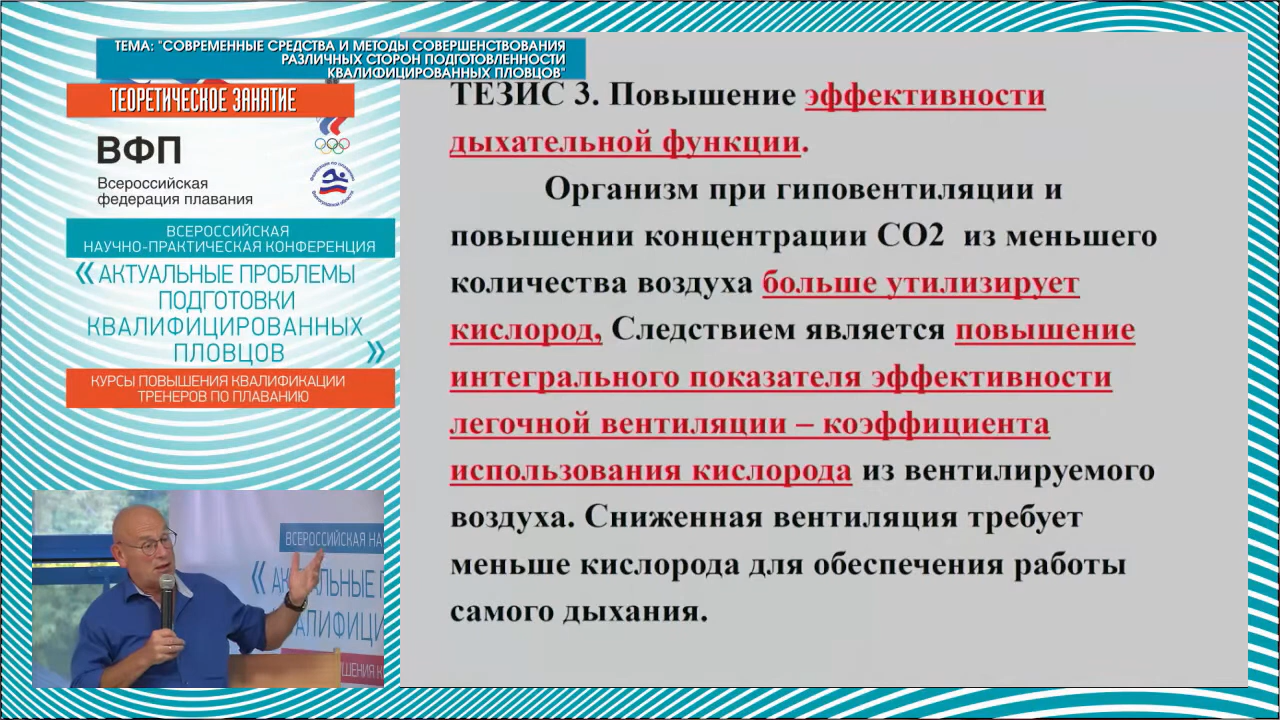 ТЕМА: "СОВРЕМЕННЫЕ СРЕДСТВА И МЕТОДЫ СОВЕРШЕНСТВОВАНИЯ
РАЗЛИЧНЫХ СТОРОН ПОДГОТОВЛЕННОСТИ
КВАЛИФИЦИРОВАННЫХ ПЛОВЦОВ"
ТЕОРЕТИЧЕСКОЕ ЗАНЯТИЕ
ВФП
Всероссийская
федерация плавания
ВСЕРОССИЙСКАЯ
НАУЧНО-ПРАКТИЧЕСКАЯ КОНФЕРЕНЦИЯ
« АКТУАЛЬНЫЕ ПРОБЛЕМЫ
ПОДГОТОВКИ
КВАЛИФИЦИРОВАННЫХ
ПЛОВЦОВ »
КУРСЫ ПОВЫШЕНИЯ КВАЛИФИКАЦИИ
ТРЕНЕРОВ ПО ПЛАВАНИЮ
ТЕЗИС 3. Повышение эффективности
дыхательной функции.
Организм при гиповентиляции и
повышении концентрации СО2 из меньшего
количества воздуха больше утилизирует
кислород, Следствием является повышение
интегрального показателя эффективности
легочной вентиляции – коэффициента
использования кислорода из вентилируемого
воздуха. Сниженная вентиляция требует
меньше кислорода для обеспечения работы
самого дыхания.
ВСЕРОССИЙСКАЯ НА